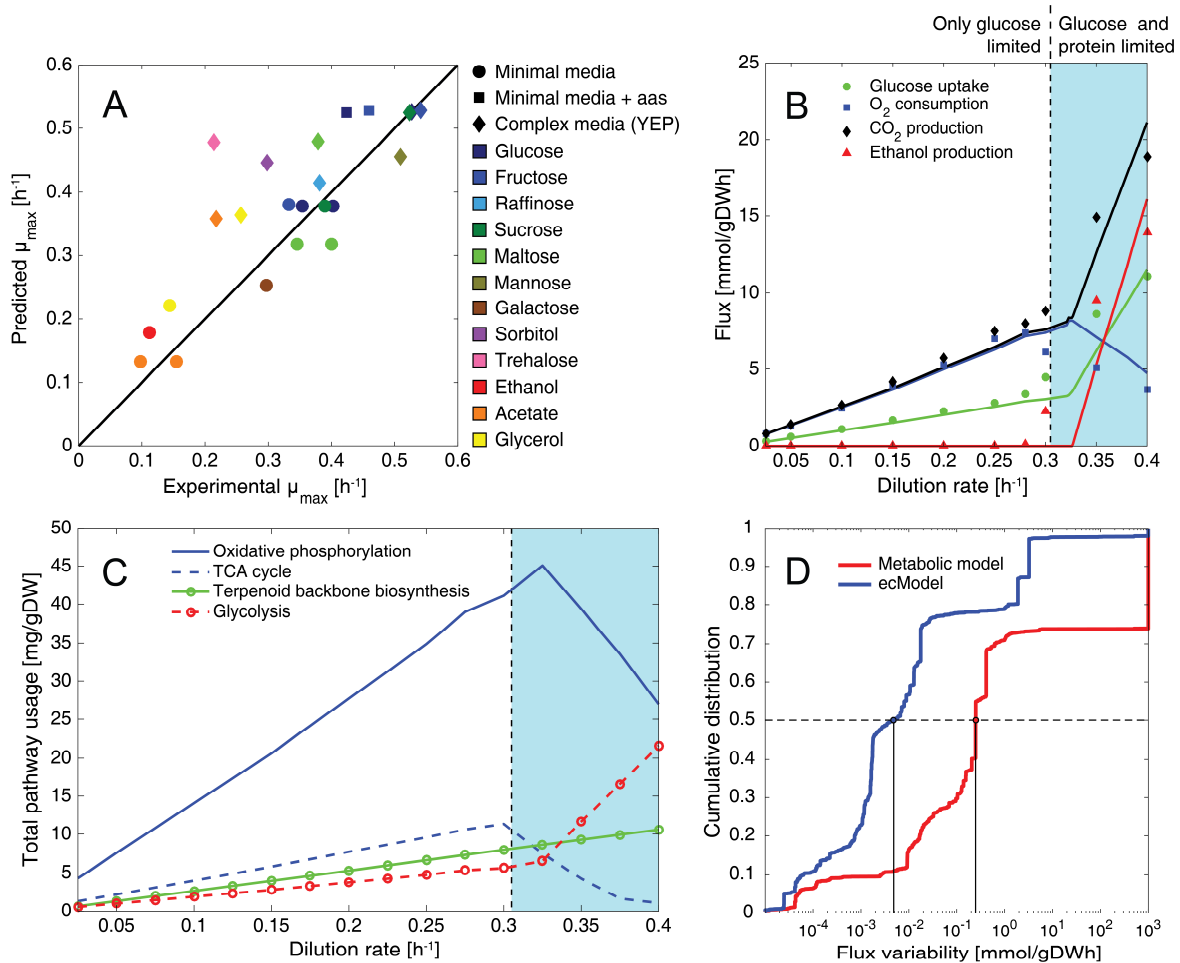 A
Predicted μmax [h-1]
0.6
0.5
0.4
0.3
0.2
0.1
0
0 0.1 0.2 0.3 0.4 0.5 0.6
Experimental μmax [h-1]
Minimal media
Minimal media + aas
Complex media (YEP)
Glucose
Fructose
Raffinose
Sucrose
Maltose
Mannose
Galactose
Sorbitol
Trehalose
Ethanol
Acetate
Glycerol
Only glucose
limited
Glucose and
protein limited
B
Glucose uptake
O2 consumption
CO2 production
Ethanol production
Flux [mmol/gDWh]
25
20
15
10
5
0
0.05 0.1 0.15 0.2 0.25 0.3 0.35 0.4
Dilution rate [h-1]
C
Oxidative phosphorylation
TCA cycle
Terpenoid backbone biosynthesis
Glycolysis
Total pathway usage [mg/gDW]
50
45
40
35
30
25
20
15
10
5
0
0.05 0.1 0.15 0.2 0.25 0.3 0.35 0.4
Dilution rate [h-1]
D
Metabolic model
ecModel
Cumulative distribution
1
0.9
0.8
0.7
0.6
0.5
0.4
0.3
0.2
0.1
0
10-4 10-3 10-2 10-1 100 101 102 103
Flux variability [mmol/gDWh]